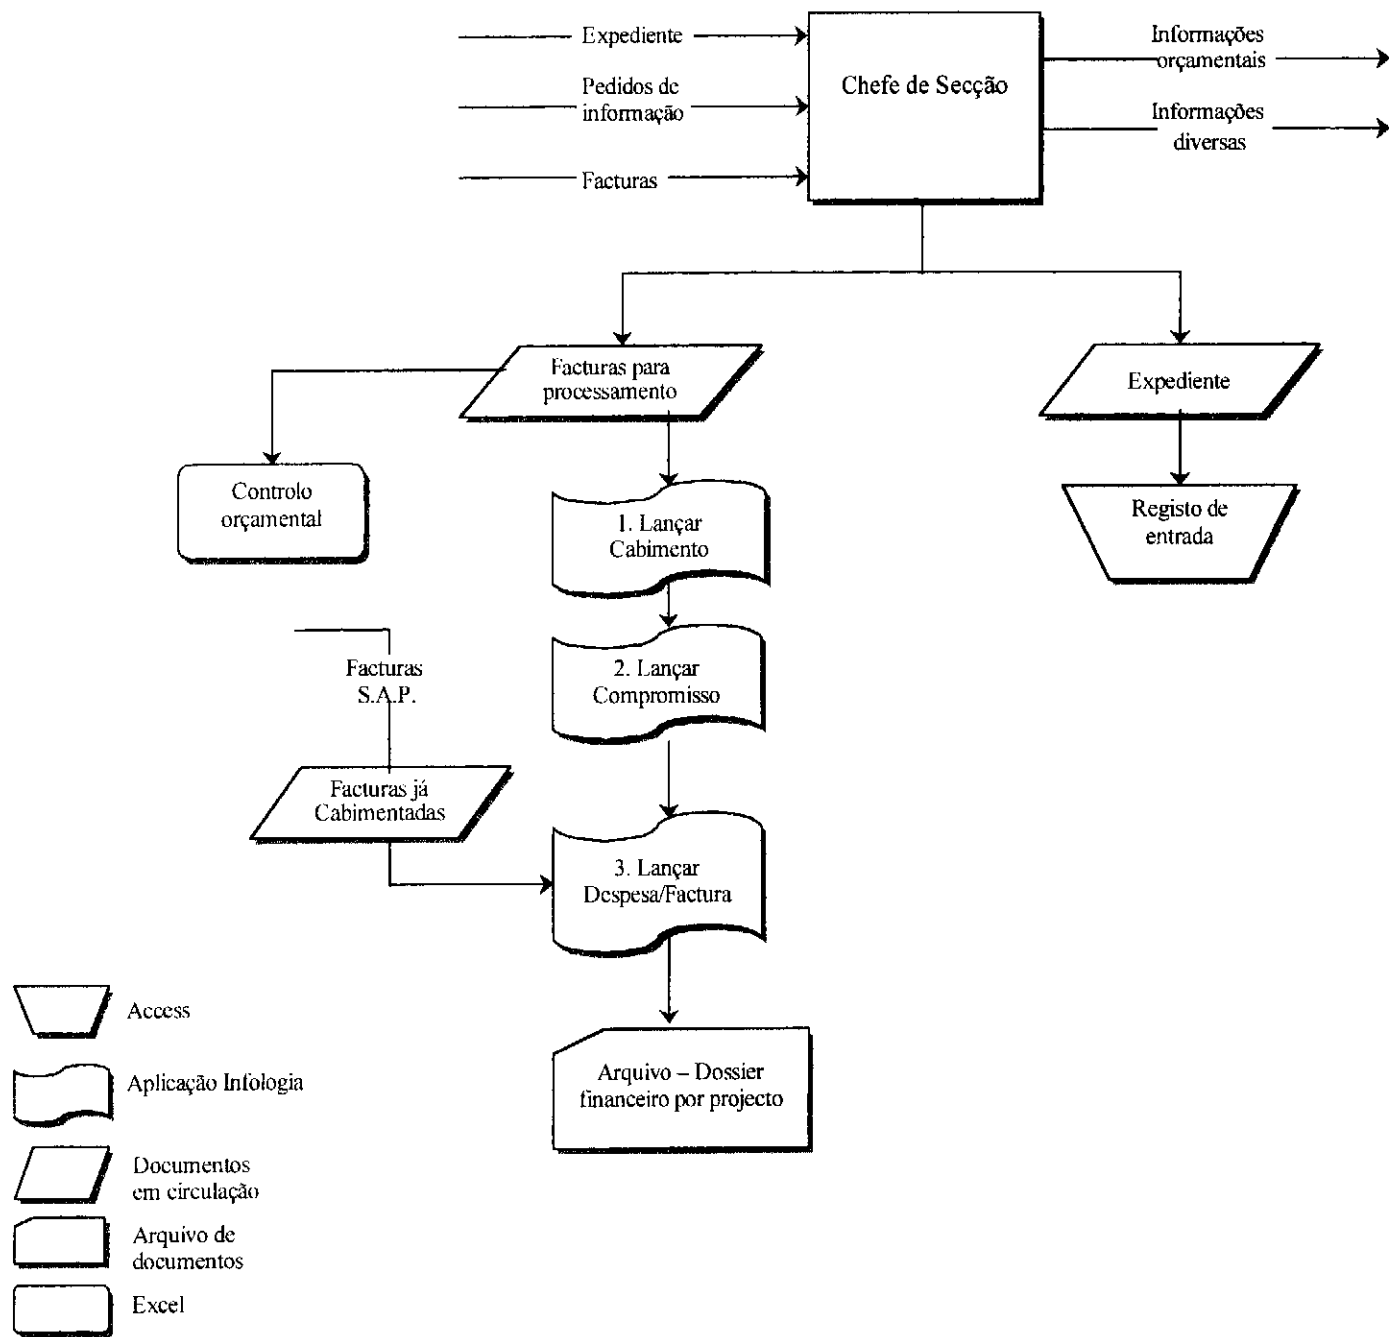 Expediente
Pedidos de
informação
Facturas
Chefe de Secção
Informações
orçamentais
Informações
diversas
Facturas para
processamento
Expediente
Controlo
orçamental
1. Lançar
Cabimento
Registo de
entrada
Facturas
S.A.P.
2. Lançar
Compromisso
Facturas já
Cabimentadas
3. Lançar
Despesa/Factura
Arquivo – Dossier
financeiro por projecto
Access
Aplicação Infologia
Documentos
em circulação
Arquivo de
documentos
Excel